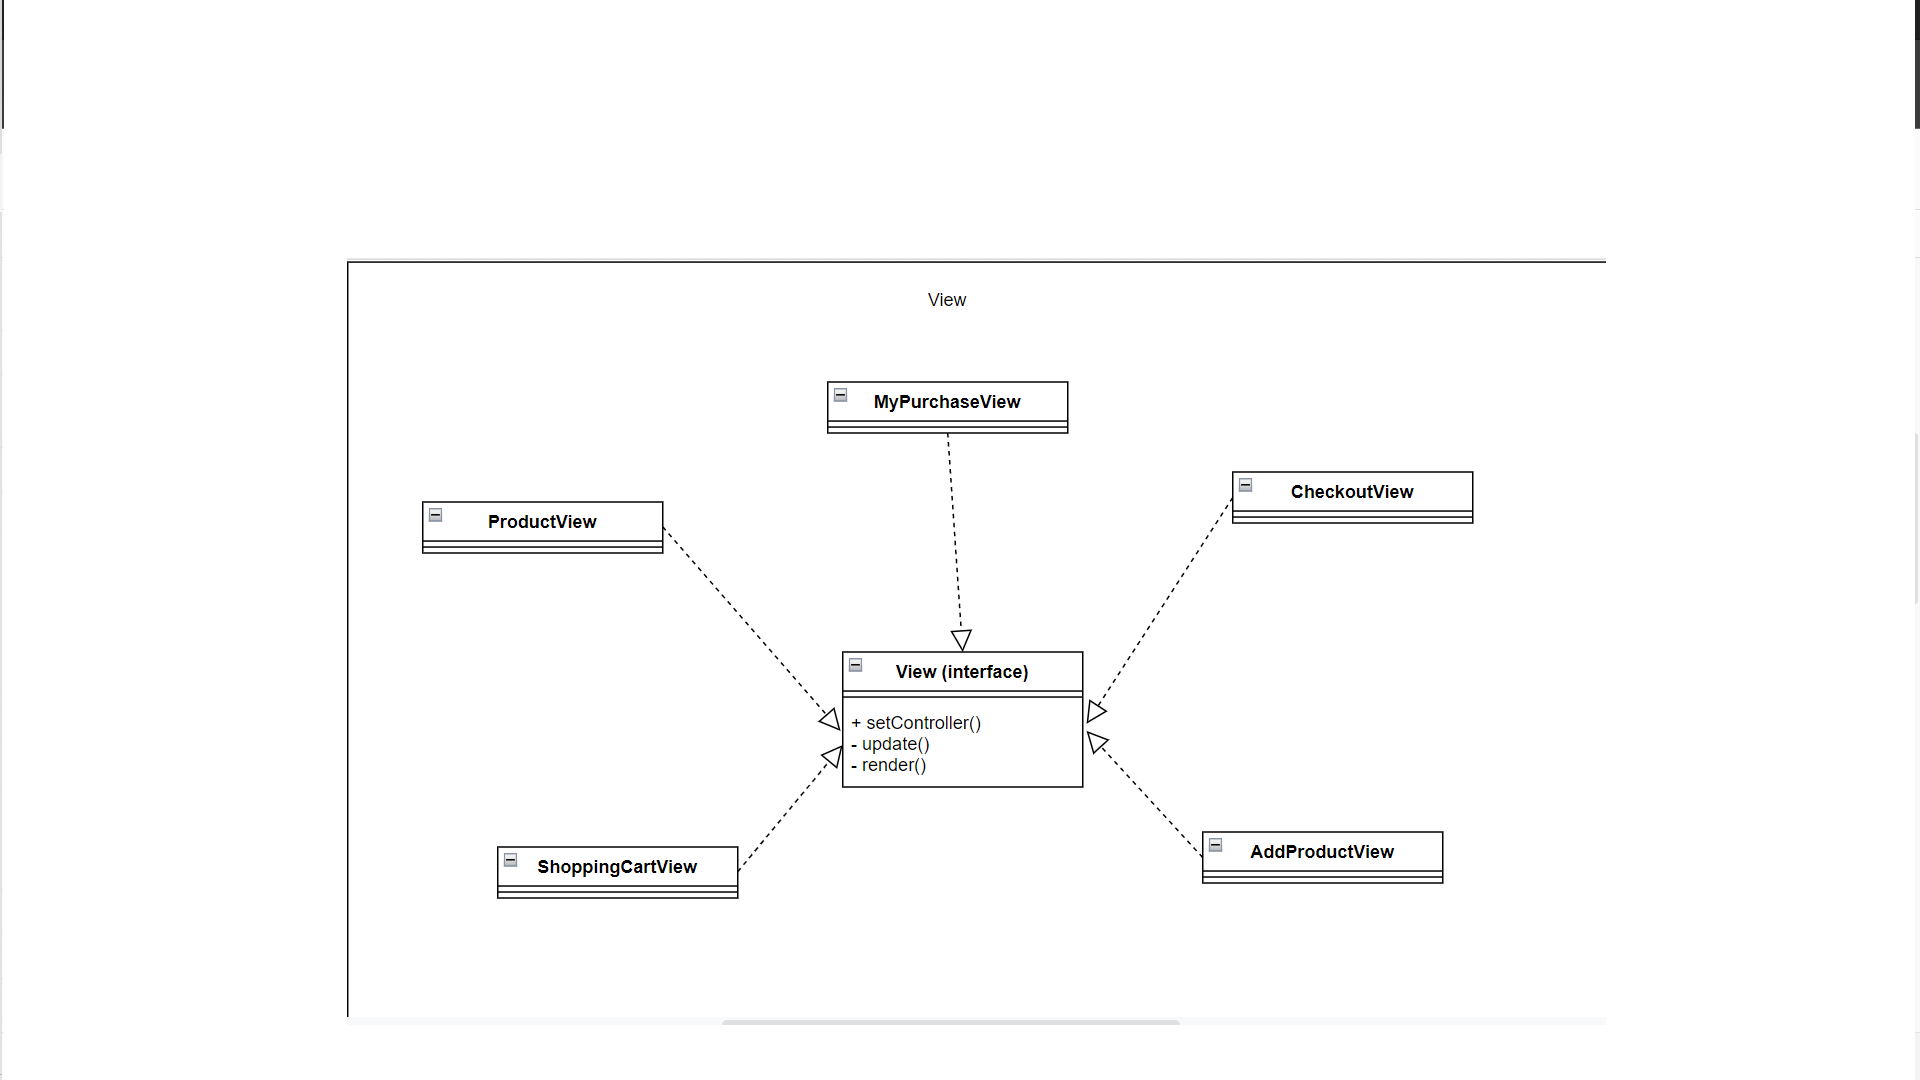 View
MyPurchaseView
CheckoutView
ProductView
View (interface)
+ setController()
- update()
- render()
AddProductView
ShoppingCartView